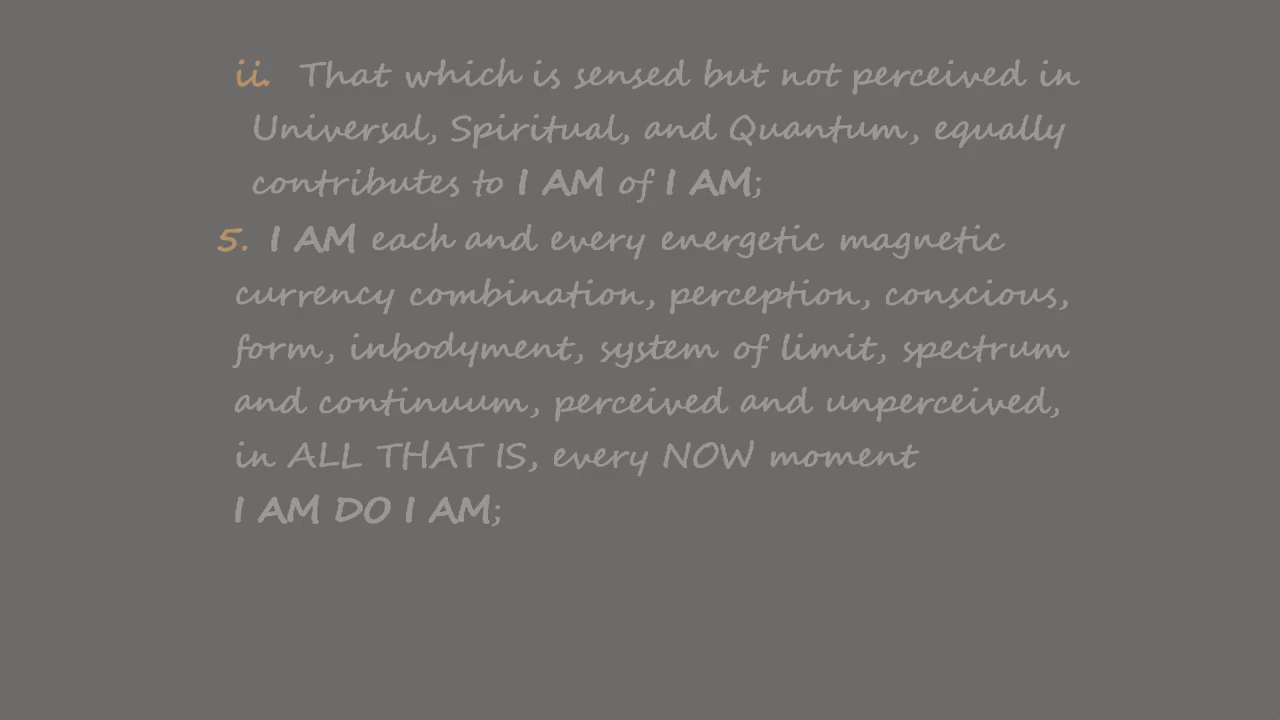 ii. That which is sensed but not perceived in
Universal, Spiritual, and Quantum, equally
contributes to I AM of I AM;
5. I AM each and every energetic magnetic
currency combination, perception, conscious,
form, inbodyment, system of limit, spectrum
and continuum, perceived and unperceived,
in ALL THAT IS, every NOW moment
I AM DO I AM;